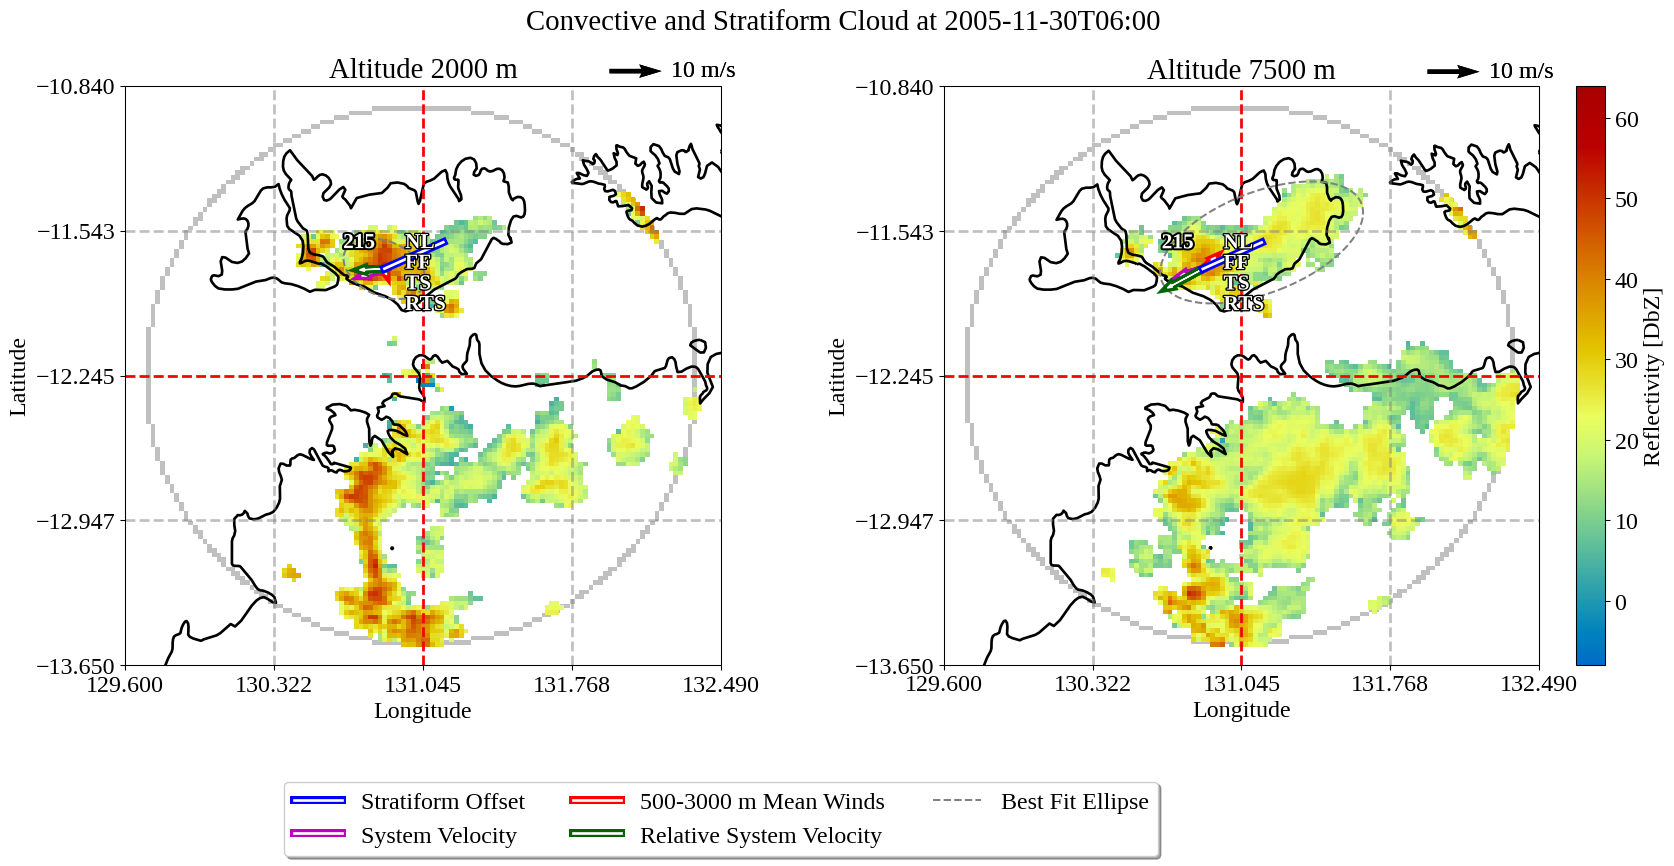 Convective and Stratiform Cloud at 2005-11-30T06:00
Altitude 2000 m
10 m/s
Altitude 7500 m
10 m/s
−10.840
−11.543
−12.245
−12.947
−13.650
Latitude
129.600
130.322
131.045
131.768
132.490
Longitude
215
NL
FF
TS
RTS
−10.840
−11.543
−12.245
−12.947
−13.650
Latitude
129.600
130.322
131.045
131.768
132.490
Longitude
215
NL
FF
TS
RTS
60
50
40
30
20
10
0
Reflectivity [DbZ]
Stratiform Offset
500-3000 m Mean Winds
Best Fit Ellipse
System Velocity
Relative System Velocity